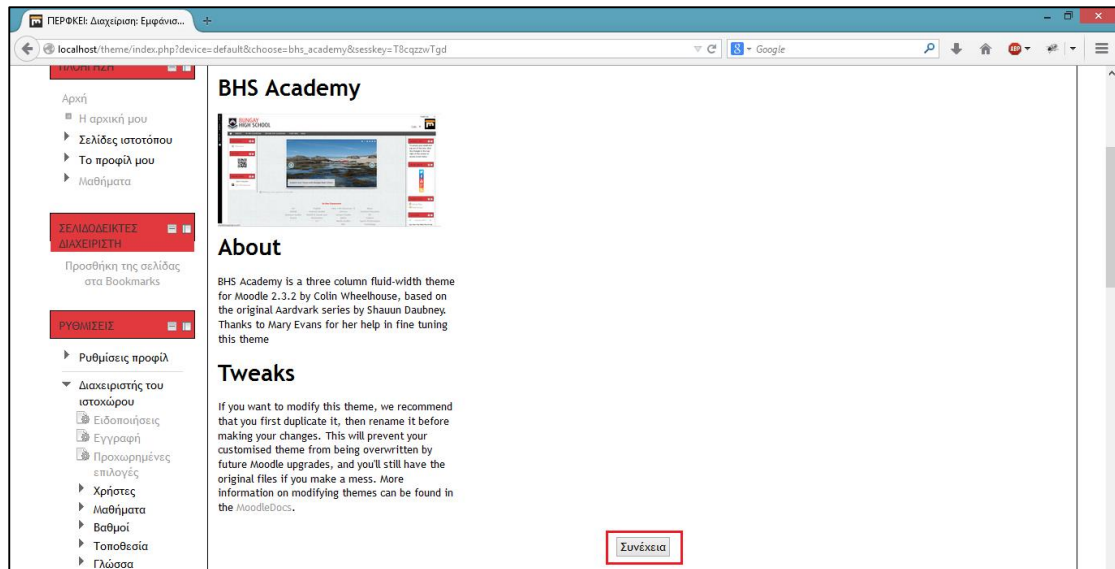 ΠΕΡΦΚΕΙ: Διαχείριση: Εμφάνισ...
localhost/theme/index.php?device=default&choose=bhs_academy&sesskey=T8cqzzwTgd
Google
ABP
ΠΛΟΗΓΗΣΗ
Αρχή
Η αρχική μου
Σελίδες ιστοτόπου
Το προφίλ μου
Μαθήματα
ΣΕΛΙΔΟΔΕΙΚΤΕΣ
ΔΙΑΧΕΙΡΙΣΤΗ
Προσθήκη της σελίδας
στα Bookmarks
ΡΥΘΜΙΣΕΙΣ
Ρυθμίσεις προφίλ
Διαχειριστής του
ιστοχώρου
Ειδοποιήσεις
Εγγραφή
Προχωρημένες
επιλογές
Χρήστες
Μαθήματα
Βαθμοί
Τοποθεσία
Γλώσσα
BHS Academy
BUNGAY
HIGH SCHOOL
About
BHS Academy is a three column fluid-width theme
for Moodle 2.3.2 by Colin Wheelhouse, based on
the original Aardvark series by Shauun Daubney.
Thanks to Mary Evans for her help in fine tuning
this theme
Tweaks
If you want to modify this theme, we recommend
that you first duplicate it, then rename it before
making your changes. This will prevent your
customised theme from being overwritten by
future Moodle upgrades, and you'll still have the
original files if you make a mess. More
information on modifying themes can be found in
the MoodleDocs.
Συνέχεια